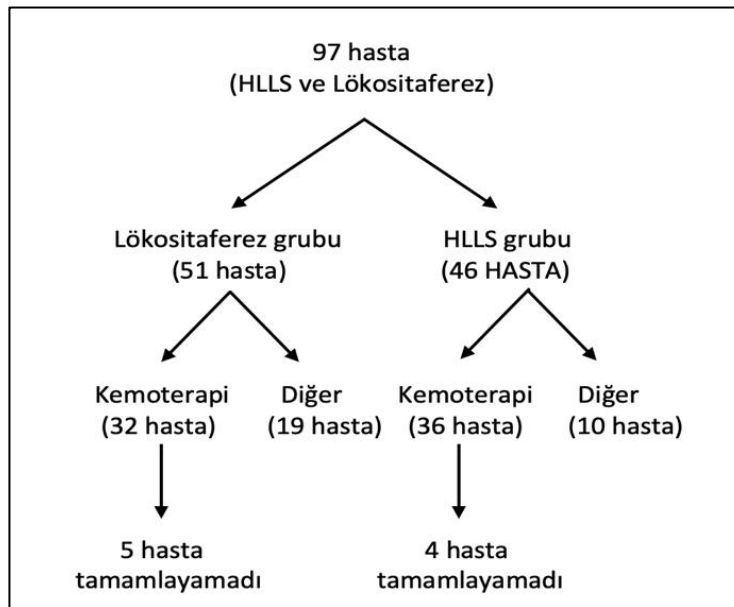 97 hasta
(HLLS ve Lökositaferez)
Lökositaferez grubu
(51 hasta)
HLLS grubu
(46 HASTA)
Kemoterapi
(32 hasta)
Diğer
(19 hasta)
Kemoterapi
(36 hasta)
Diğer
(10 hasta)
5 hasta
tamamlayamadı
4 hasta
tamamlayamadı